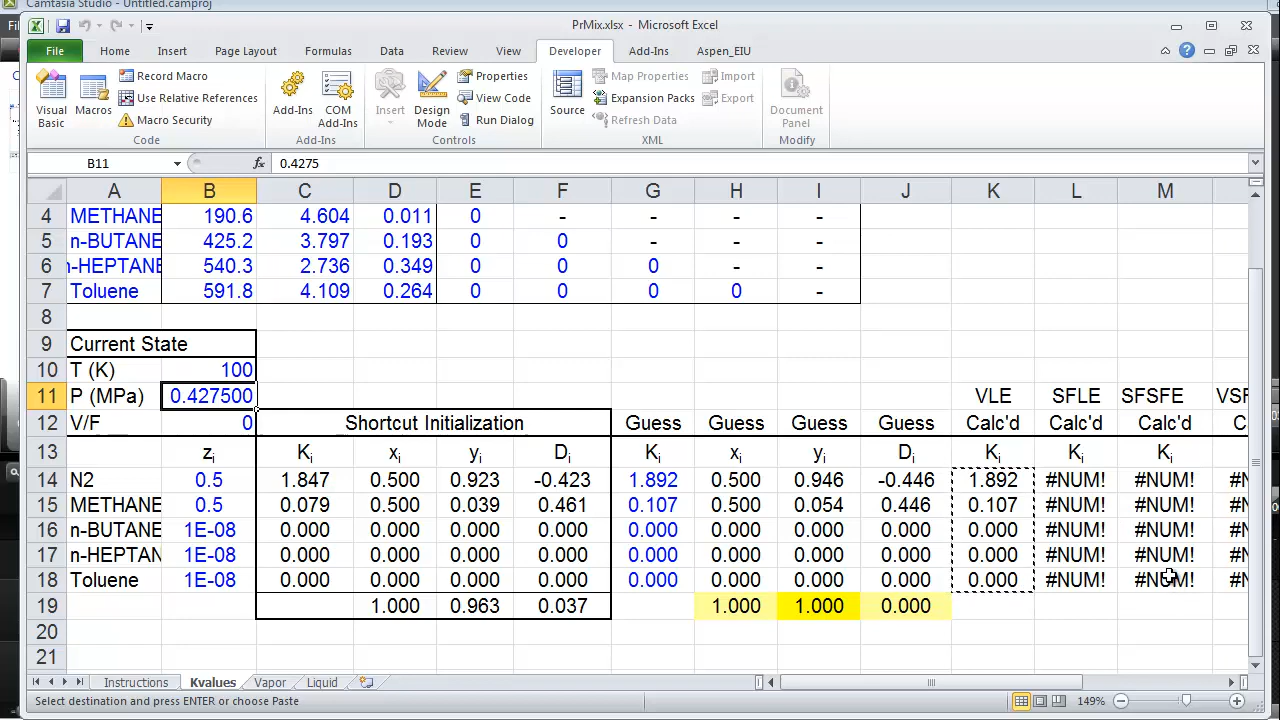 Camtasia Studio - Untitled.camproj
PrMix.xlsx - Microsoft Excel
File Home Insert Page Layout Formulas Data Review View Developer Add-Ins Aspen_EIU
Visual Basic
Macros
Record Macro
Use Relative References
Macro Security
Code
Add-Ins
COM Add-Ins
Add-Ins
Insert
Design Mode
Properties
View Code
Run Dialog
Controls
Source
Map Properties
Expansion Packs
Refresh Data
Import
Export
XML
Document Panel
Modify
B11 fx 0.4275
A B C D E F G H I J K L M
4 METHANE 190.6 4.604 0.011 0 - - - -
5 n-BUTANE 425.2 3.797 0.193 0 0 - - -
6 n-HEPTANE 540.3 2.736 0.349 0 0 0 - -
7 Toluene 591.8 4.109 0.264 0 0 0 0 -
8
9 Current State
10 T (K) 100
11 P (MPa) 0.427500 VLE SFLE SFSFE VS
12 V/F 0 Shortcut Initialization Guess Guess Guess Guess Calc'd Calc'd Calc'd C
13 zi Ki xi yi Di Ki xi yi Di Ki Ki Ki
14 N2 0.5 1.847 0.500 0.923 -0.423 1.892 0.500 0.946 -0.446 1.892 #NUM! #NUM! #N
15 METHANE 0.5 0.079 0.500 0.039 0.461 0.107 0.500 0.054 0.446 0.107 #NUM! #NUM! #N
16 n-BUTANE 1E-08 0.000 0.000 0.000 0.000 0.000 0.000 0.000 0.000 0.000 #NUM! #NUM! #N
17 n-HEPTAN 1E-08 0.000 0.000 0.000 0.000 0.000 0.000 0.000 0.000 0.000 #NUM! #NUM! #N
18 Toluene 1E-08 0.000 0.000 0.000 0.000 0.000 0.000 0.000 0.000 0.000 #NUM! #NUM! #N
19 1.000 0.963 0.037 1.000 1.000 0.000
20
21
Instructions Kvalues Vapor Liquid
Select destination and press ENTER or choose Paste 149%